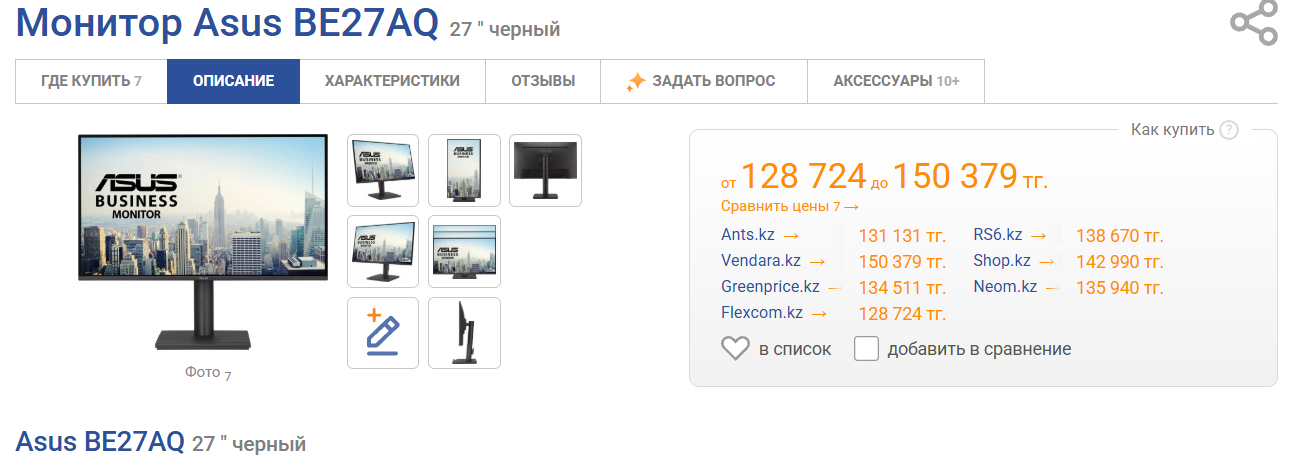 Монитор Asus BE27AQ 27 " черный
ГДЕ КУПИТЬ 7
ОПИСАНИЕ
ХАРАКТЕРИСТИКИ
ОТЗЫВЫ
ЗАДАТЬ ВОПРОС
АКСЕССУАРЫ 10+
ASUS
BUSINESS
MONITOR
ASUS
BUSINESS
MONITOR
Фото 7
Как купить ?
от 128 724 до 150 379 тг.
Сравнить цены 7 →
Ants.kz → 131 131 тг.
RS6.kz → 138 670 тг.
Vendara.kz → 150 379 тг.
Shop.kz → 142 990 тг.
Greenprice.kz → 134 511 тг.
Neom.kz → 135 940 тг.
Flexcom.kz → 128 724 тг.
в список
добавить в сравнение
Asus BE27AQ 27 " черный